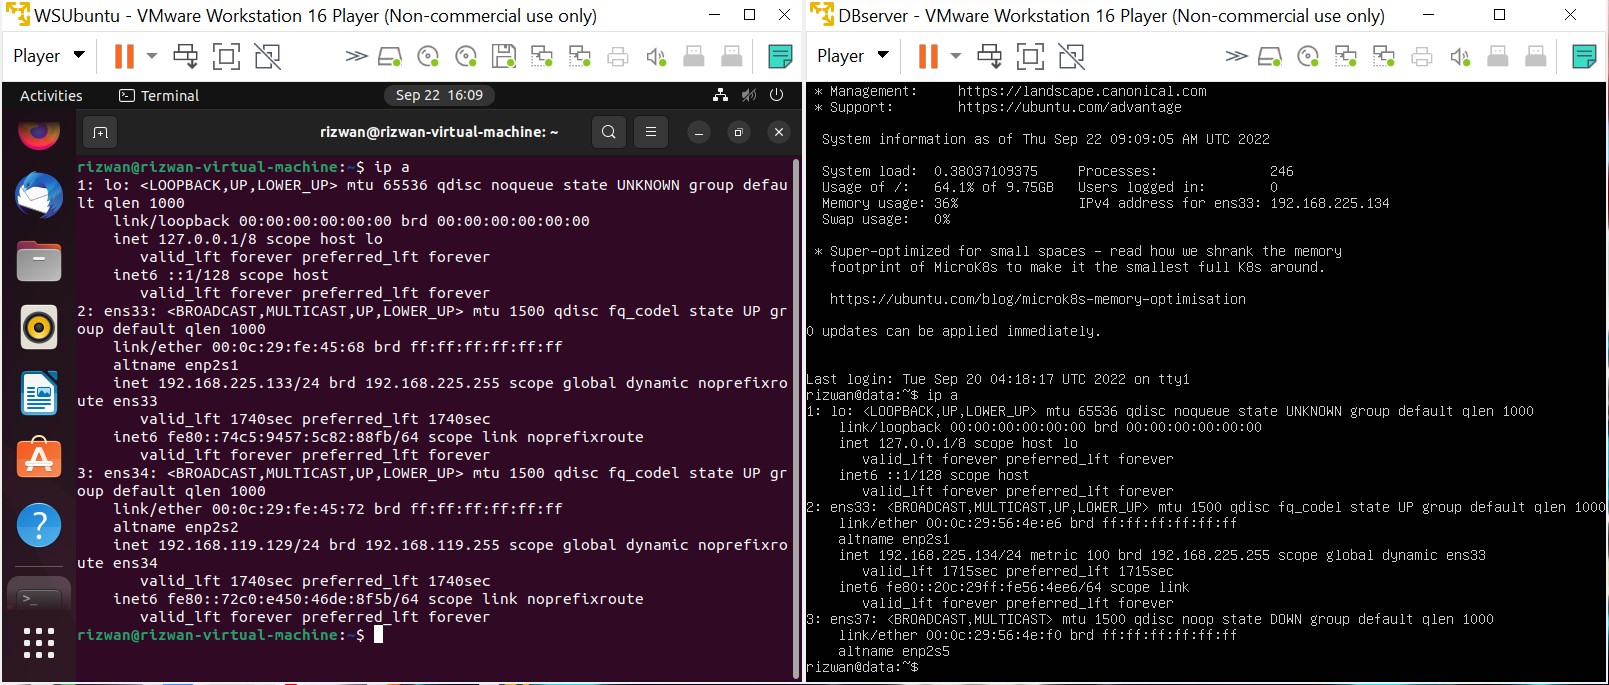 WSUbuntu - VMware Workstation 16 Player (Non-commercial use only)
Player
Activities
Terminal
Sep 22 16:09
rizwan@rizwan-virtual-machine: ~
rizwan@rizwan-virtual-machine:~$ ip a
1: lo: <LOOPBACK,UP,LOWER_UP> mtu 65536 qdisc noqueue state UNKNOWN group defau
lt qlen 1000
link/loopback 00:00:00:00:00:00 brd 00:00:00:00:00:00
inet 127.0.0.1/8 scope host lo
valid_lft forever preferred_lft forever
inet6 ::1/128 scope host
valid_lft forever preferred_lft forever
2: ens33: <BROADCAST,MULTICAST,UP,LOWER_UP> mtu 1500 qdisc fq_codel state UP gr
oup default qlen 1000
link/ether 00:0c:29:fe:45:68 brd ff:ff:ff:ff:ff:ff
altname enp2s1
inet 192.168.225.133/24 brd 192.168.225.255 scope global dynamic noprefixro
ute ens33
valid_lft 1740sec preferred_lft 1740sec
inet6 fe80::74c5:9457:5c82:88fb/64 scope link noprefixroute
valid_lft forever preferred_lft forever
3: ens34: <BROADCAST,MULTICAST,UP,LOWER_UP> mtu 1500 qdisc fq_codel state UP gr
oup default qlen 1000
link/ether 00:0c:29:fe:45:72 brd ff:ff:ff:ff:ff:ff
altname enp2s2
inet 192.168.119.129/24 brd 192.168.119.255 scope global dynamic noprefixro
ute ens34
valid_lft 1740sec preferred_lft 1740sec
inet6 fe80::72c0:e450:46de:8f5b/64 scope link noprefixroute
valid_lft forever preferred_lft forever
rizwan@rizwan-virtual-machine:~$
DBserver - VMware Workstation 16 Player (Non-commercial use only)
Player
* Management: https://landscape.canonical.com
* Support: https://ubuntu.com/advantage
System information as of Thu Sep 22 09:09:05 AM UTC 2022
System load: 0.38037109375 Processes: 246
Usage of /: 64.1% of 9.75GB Users logged in: 0
Memory usage: 36% IPv4 address for ens33: 192.168.225.134
Swap usage: 0%
* Super-optimized for small spaces - read how we shrank the memory
footprint of MicroK8s to make it the smallest full K8s around.
https://ubuntu.com/blog/microk8s-memory-optimisation
0 updates can be applied immediately.
Last login: Tue Sep 20 04:18:17 UTC 2022 on tty1
rizwan@data:~$ ip a
1: lo: <LOOPBACK,UP,LOWER_UP> mtu 65536 qdisc noqueue state UNKNOWN group default qlen 1000
link/loopback 00:00:00:00:00:00 brd 00:00:00:00:00:00
inet 127.0.0.1/8 scope host lo
valid_lft forever preferred_lft forever
inet6 ::1/128 scope host
valid_lft forever preferred_lft forever
2: ens33: <BROADCAST,MULTICAST,UP,LOWER_UP> mtu 1500 qdisc fq_codel state UP group default qlen 1000
link/ether 00:0c:29:56:4e:e6 brd ff:ff:ff:ff:ff:ff
altname enp2s1
inet 192.168.225.134/24 metric 100 brd 192.168.225.255 scope global dynamic ens33
valid_lft 1715sec preferred_lft 1715sec
inet6 fe80::20c:29ff:fe56:4ee6/64 scope link
valid_lft forever preferred_lft forever
3: ens37: <BROADCAST,MULTICAST> mtu 1500 qdisc noop state DOWN group default qlen 1000
link/ether 00:0c:29:56:4e:f0 brd ff:ff:ff:ff:ff:ff
altname enp2s5
rizwan@data:~$